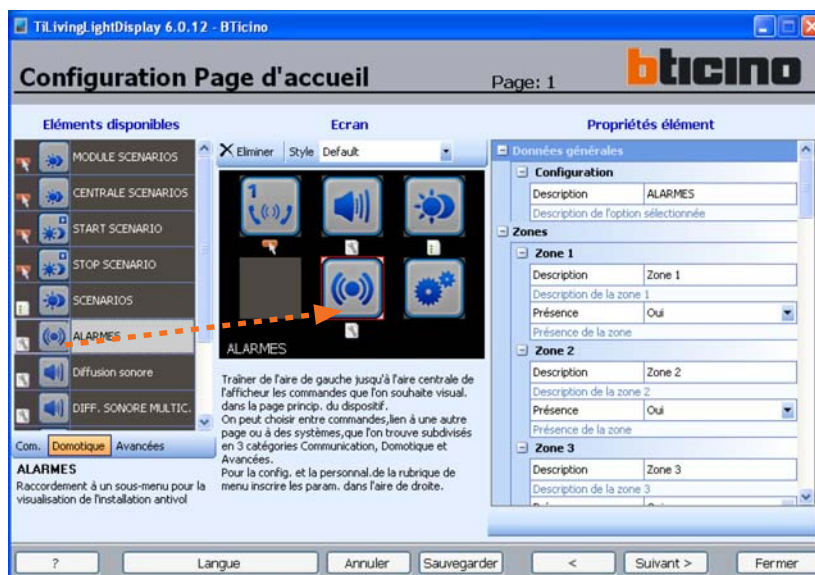 TiLivingLightDisplay 6.0.12 - BTicino
Configuration Page d'accueil
Page: 1
bticino
Eléments disponibles
MODULE SCENARIOS
CENTRALE SCENARIOS
START SCENARIO
STOP SCENARIO
SCENARIOS
ALARMES
Diffusion sonore
DIFF. SONORE MULTIC.
Com.
Domotique
Avancées
ALARMES
Raccordement à un sous-menu pour la
visualisation de l'installation antivol
Ecran
Eliminer
Style
Default
1
ALARMES
Traîner de l'aire de gauche jusqu'à l'aire centrale de
l'afficheur les commandes que l'on souhaite visual.
dans la page princip. du dispositif.
On peut choisir entre commandes,lien à une autre
page ou à des systèmes,que l'on trouve subdivisés
en 3 catégories Communication, Domotique et
Avancées.
Pour la config. et la personnal.de la rubrique de
menu inscrire les param. dans l'aire de droite.
Propriétés élément
Données générales
Configuration
Description ALARMES
Description de l'option sélectionnée
Zones
Zone 1
Description Zone 1
Description de la zone 1
Présence Oui
Présence de la zone
Zone 2
Description Zone 2
Description de la zone 2
Présence Oui
Présence de la zone
Zone 3
Description Zone 3
Description de la zone 3
?
Langue
Annuler
Sauvegarder
<
Suivant >
Fermer